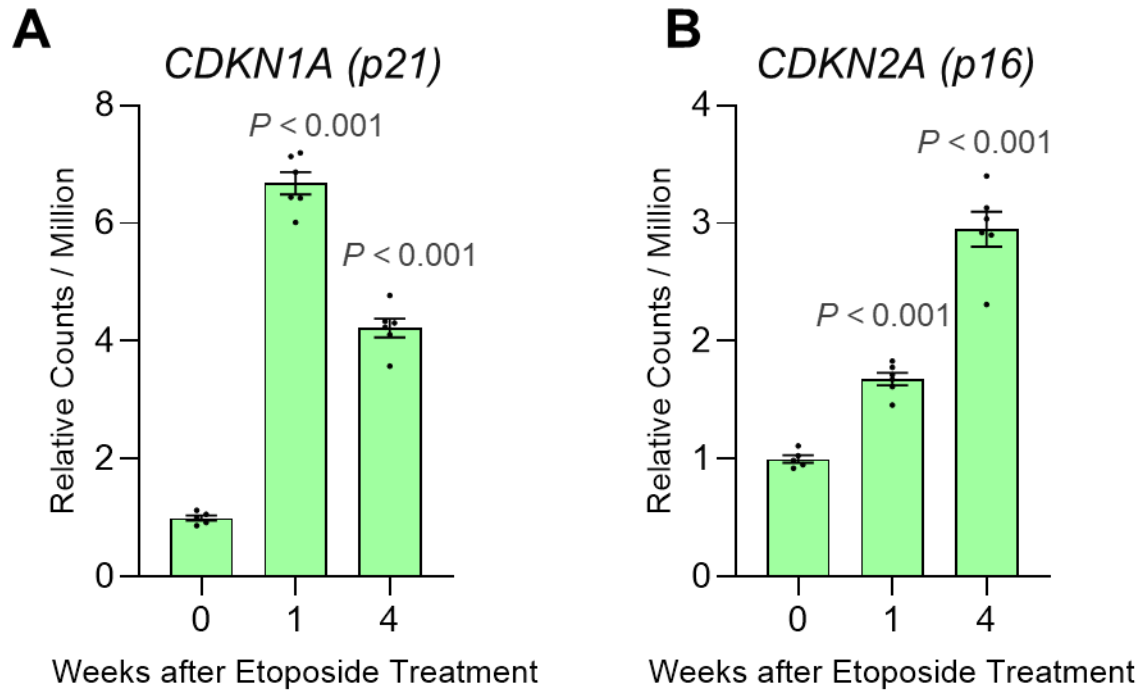 A
CDKN1A (p21)
8
6
4
2
0
Relative Counts / Million
P < 0.001
P < 0.001
0 1 4
Weeks after Etoposide Treatment
B
CDKN2A (p16)
4
3
2
1
0
Relative Counts / Million
P < 0.001
P < 0.001
0 1 4
Weeks after Etoposide Treatment